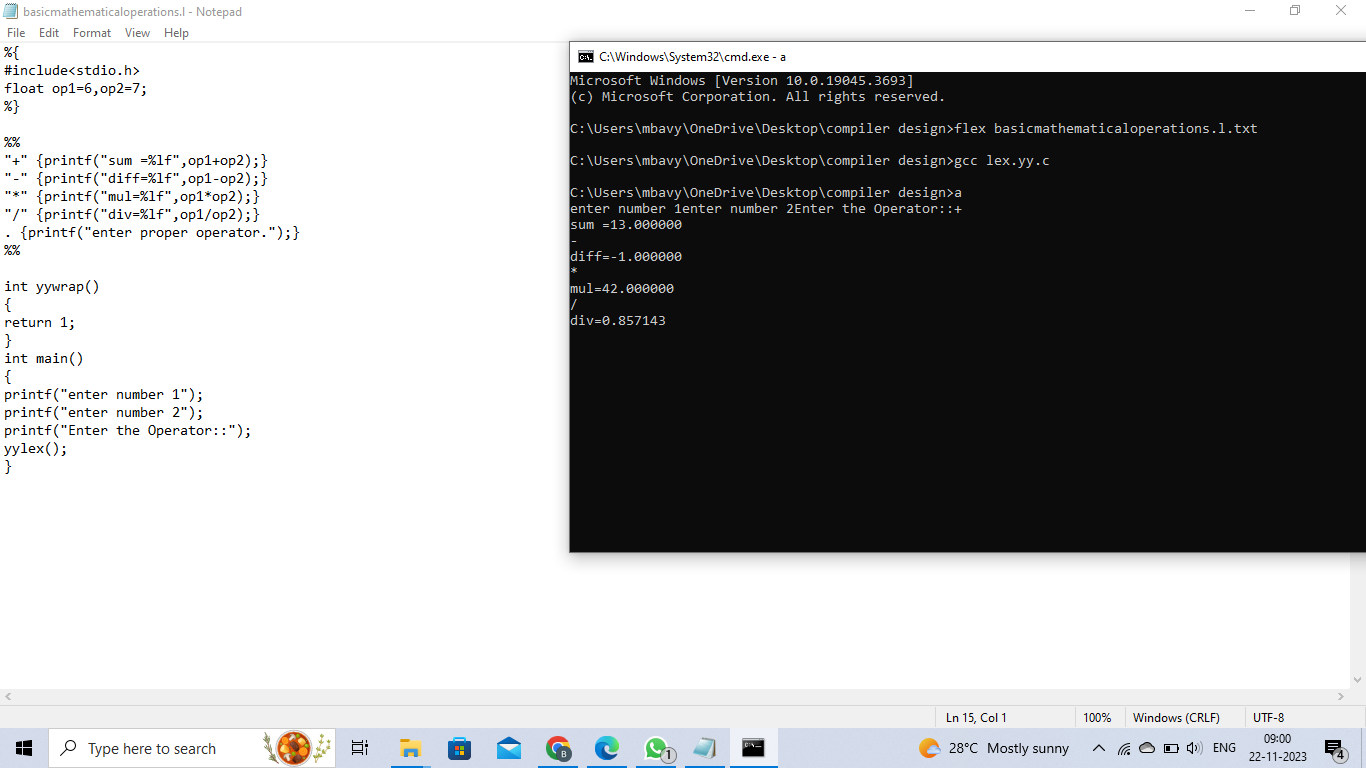 basicmathematicaloperations.l - Notepad
File Edit Format View Help
%{
#include<stdio.h>
float op1=6,op2=7;
%}
%%
"+" {printf("sum =%lf",op1+op2);}
"-" {printf("diff=%lf",op1-op2);}
"*" {printf("mul=%lf",op1*op2);}
"/" {printf("div=%lf",op1/op2);}
. {printf("enter proper operator.");}
%%
int yywrap()
{
return 1;
}
int main()
{
printf("enter number 1");
printf("enter number 2");
printf("Enter the Operator::");
yylex();
}
C:\Windows\System32\cmd.exe - a
Microsoft Windows [Version 10.0.19045.3693]
(c) Microsoft Corporation. All rights reserved.
C:\Users\mbavy\OneDrive\Desktop\compiler design>flex basicmathematicaloperations.l.txt
C:\Users\mbavy\OneDrive\Desktop\compiler design>gcc lex.yy.c
C:\Users\mbavy\OneDrive\Desktop\compiler design>a
enter number 1enter number 2Enter the Operator::+
sum =13.000000
-
diff=-1.000000
*
mul=42.000000
/
div=0.857143
Ln 15, Col 1 100% Windows (CRLF) UTF-8
Type here to search
B
1
28°C Mostly sunny
ENG
09:00
22-11-2023
4